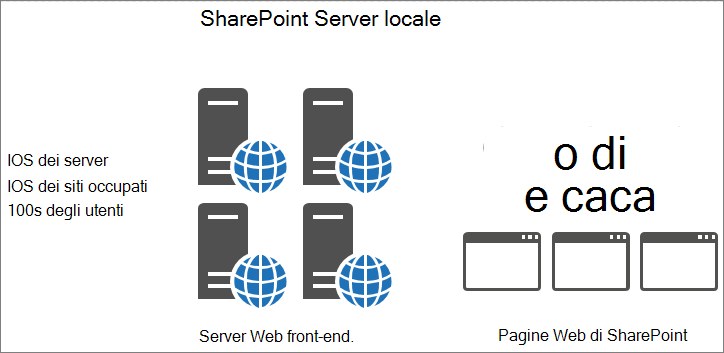 SharePoint Server locale
IOS dei server
IOS dei siti occupati
100s degli utenti
o di
e caca
Server Web front-end.
Pagine Web di SharePoint